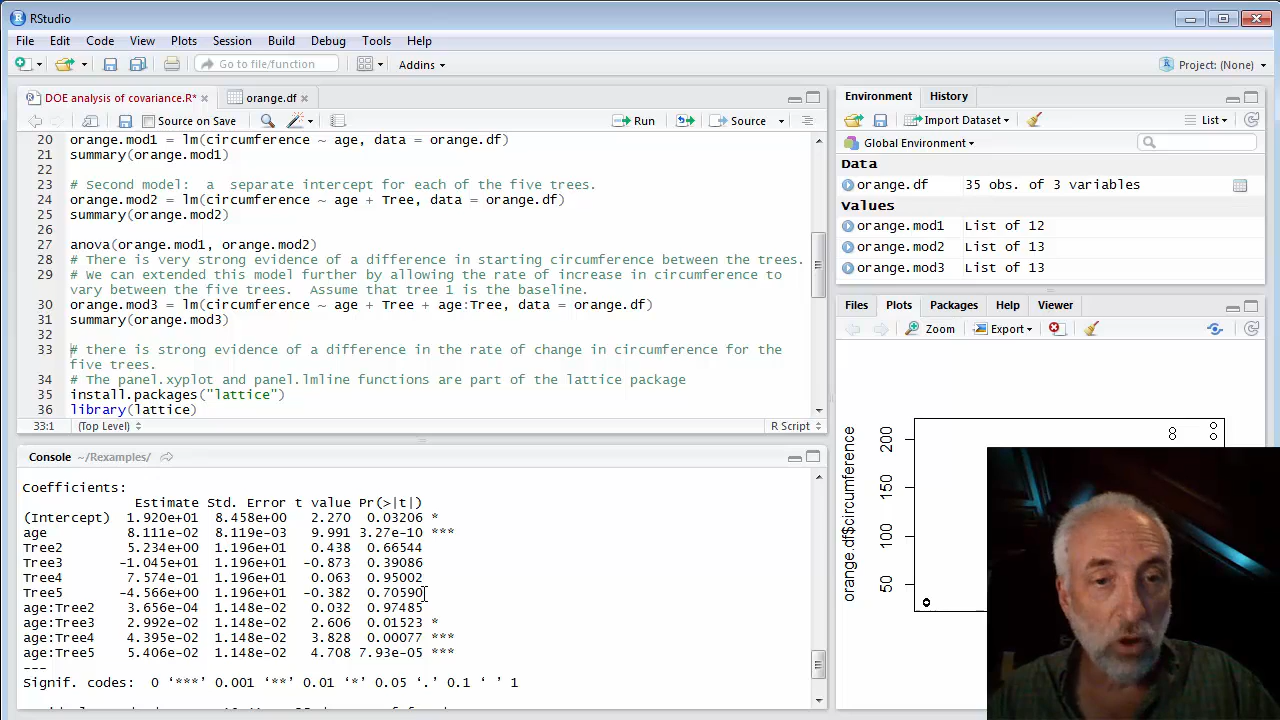 RStudio
File Edit Code View Plots Session Build Debug Tools Help
Go to file/function Addins Project: (None)
DOE analysis of covariance.R* orange.df
Source on Save Run Source
20 orange.mod1 = lm(circumference ~ age, data = orange.df)
21 summary(orange.mod1)
22
23 # Second model: a separate intercept for each of the five trees.
24 orange.mod2 = lm(circumference ~ age + Tree, data = orange.df)
25 summary(orange.mod2)
26
27 anova(orange.mod1, orange.mod2)
28 # There is very strong evidence of a difference in starting circumference between the trees.
29 # We can extended this model further by allowing the rate of increase in circumference to
vary between the five trees. Assume that tree 1 is the baseline.
30 orange.mod3 = lm(circumference ~ age + Tree + age:Tree, data = orange.df)
31 summary(orange.mod3)
32
33 # there is strong evidence of a difference in the rate of change in circumference for the
five trees.
34 # The panel.xyplot and panel.lmline functions are part of the lattice package
35 install.packages("lattice")
36 library(lattice)
33:1 (Top Level) R Script
Console ~/Rexamples/
Coefficients:
Estimate Std. Error t value Pr(>|t|)
(Intercept) 1.920e+01 8.458e+00 2.270 0.03206 *
age 8.111e-02 8.119e-03 9.991 3.27e-10 ***
Tree2 5.234e+00 1.196e+01 0.438 0.66544
Tree3 -1.045e+01 1.196e+01 -0.873 0.39086
Tree4 7.574e-01 1.196e+01 0.063 0.95002
Tree5 -4.566e+00 1.196e+01 -0.382 0.70590
age:Tree2 3.656e-04 1.148e-02 0.032 0.97485
age:Tree3 2.992e-02 1.148e-02 2.606 0.01523 *
age:Tree4 4.395e-02 1.148e-02 3.828 0.00077 ***
age:Tree5 5.406e-02 1.148e-02 4.708 7.93e-05 ***
---
Signif. codes: 0 ‘***’ 0.001 ‘**’ 0.01 ‘*’ 0.05 ‘.’ 0.1 ‘ ’ 1
Environment History
Import Dataset List
Global Environment
Data
orange.df 35 obs. of 3 variables
Values
orange.mod1 List of 12
orange.mod2 List of 13
orange.mod3 List of 13
Files Plots Packages Help Viewer
Zoom Export
orange.df$circumference
200
150
100
50